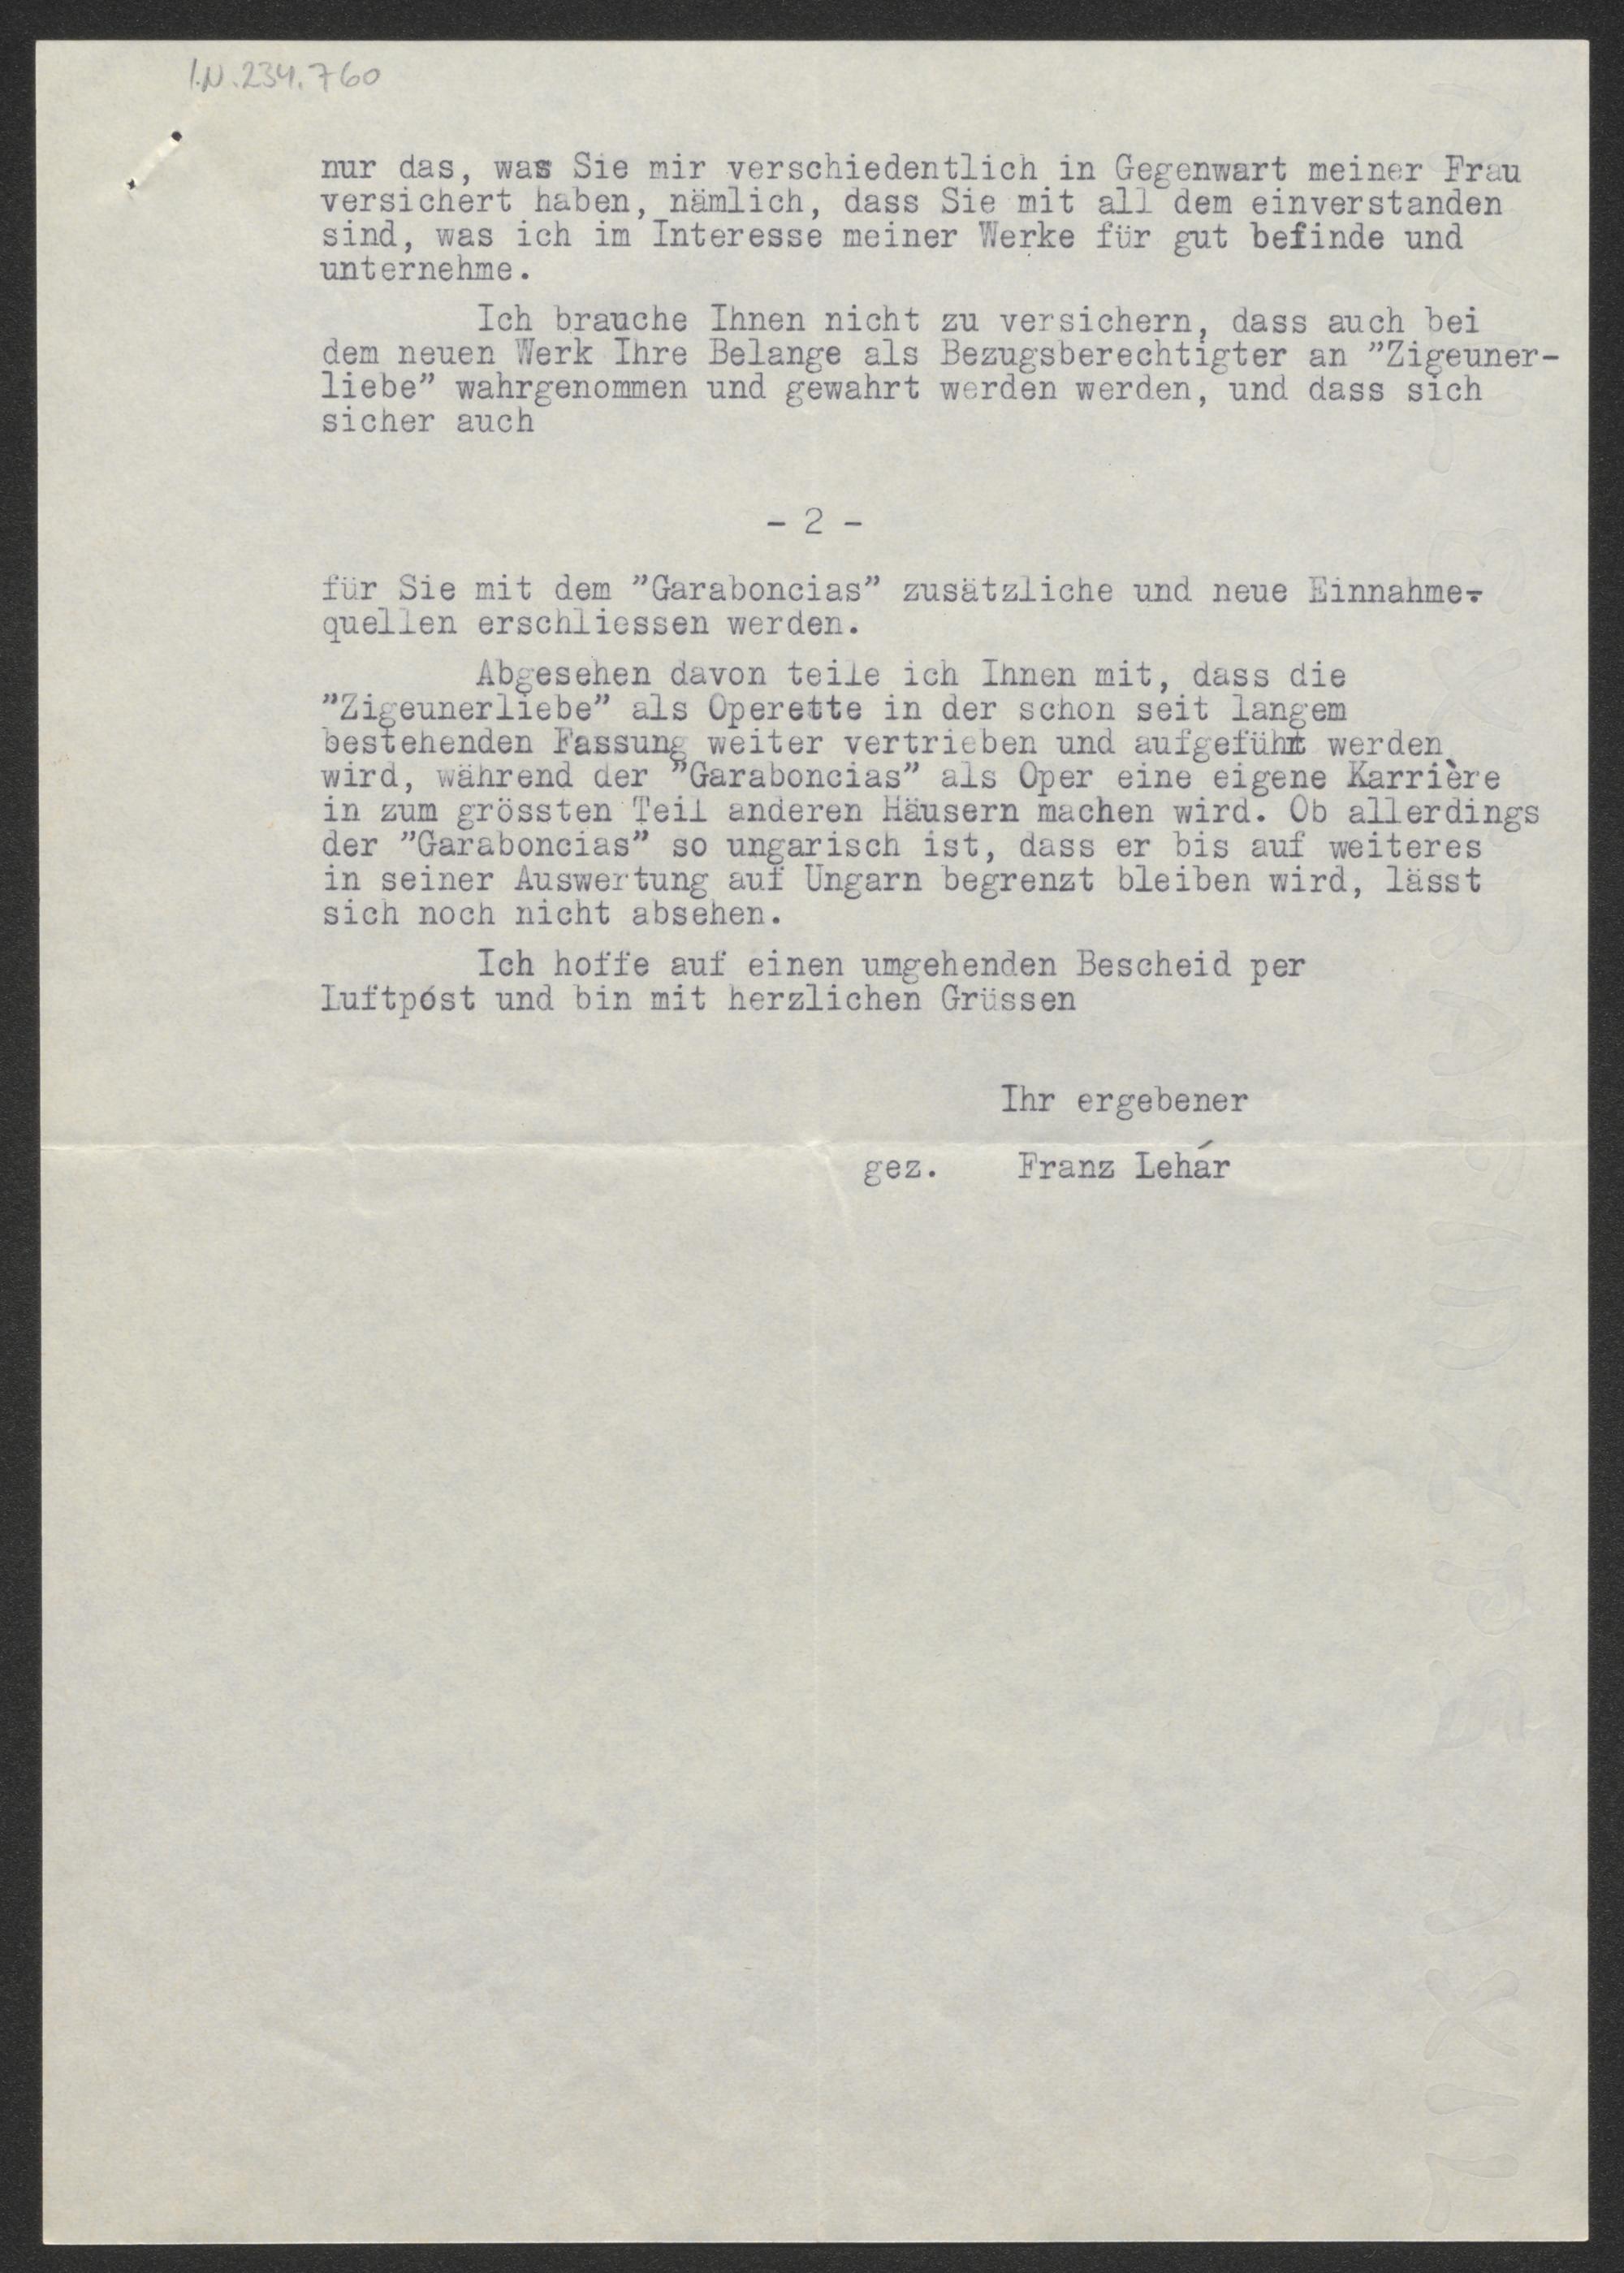 I.N. 234.760
nur das, was Sie mir verschiedentlich in Gegenwart meiner Frau
versichert haben, nämlich, dass Sie mit all dem einverstanden
sind, was ich im Interesse meiner Werke für gut befinde und
unternehme.
Ich brauche Ihnen nicht zu versichern, dass auch bei
dem neuen Werk Ihre Belange als Bezugsberechtigter an "Zigeuner-
liebe" wahrgenommen und gewahrt werden werden, und dass sich
sicher auch
- 2 -
für Sie mit dem "Garaboncias" zusätzliche und neue Einnahme-
quellen erschliessen werden.
Abgesehen davon teile ich Ihnen mit, dass die
"Zigeunerliebe" als Operette in der schon seit langem
bestehenden Fassung weiter vertrieben und aufgeführt werden
wird, während der "Garaboncias" als Oper eine eigene Karrière
in zum grössten Teil anderen Häusern machen wird. Ob allerdings
der "Garaboncias" so ungarisch ist, dass er bis auf weiteres
in seiner Auswertung auf Ungarn begrenzt bleiben wird, lässt
sich noch nicht absehen.
Ich hoffe auf einen umgehenden Bescheid per
Luftpóst und bin mit herzlichen Grüssen
Ihr ergebener
gez. Franz Lehár